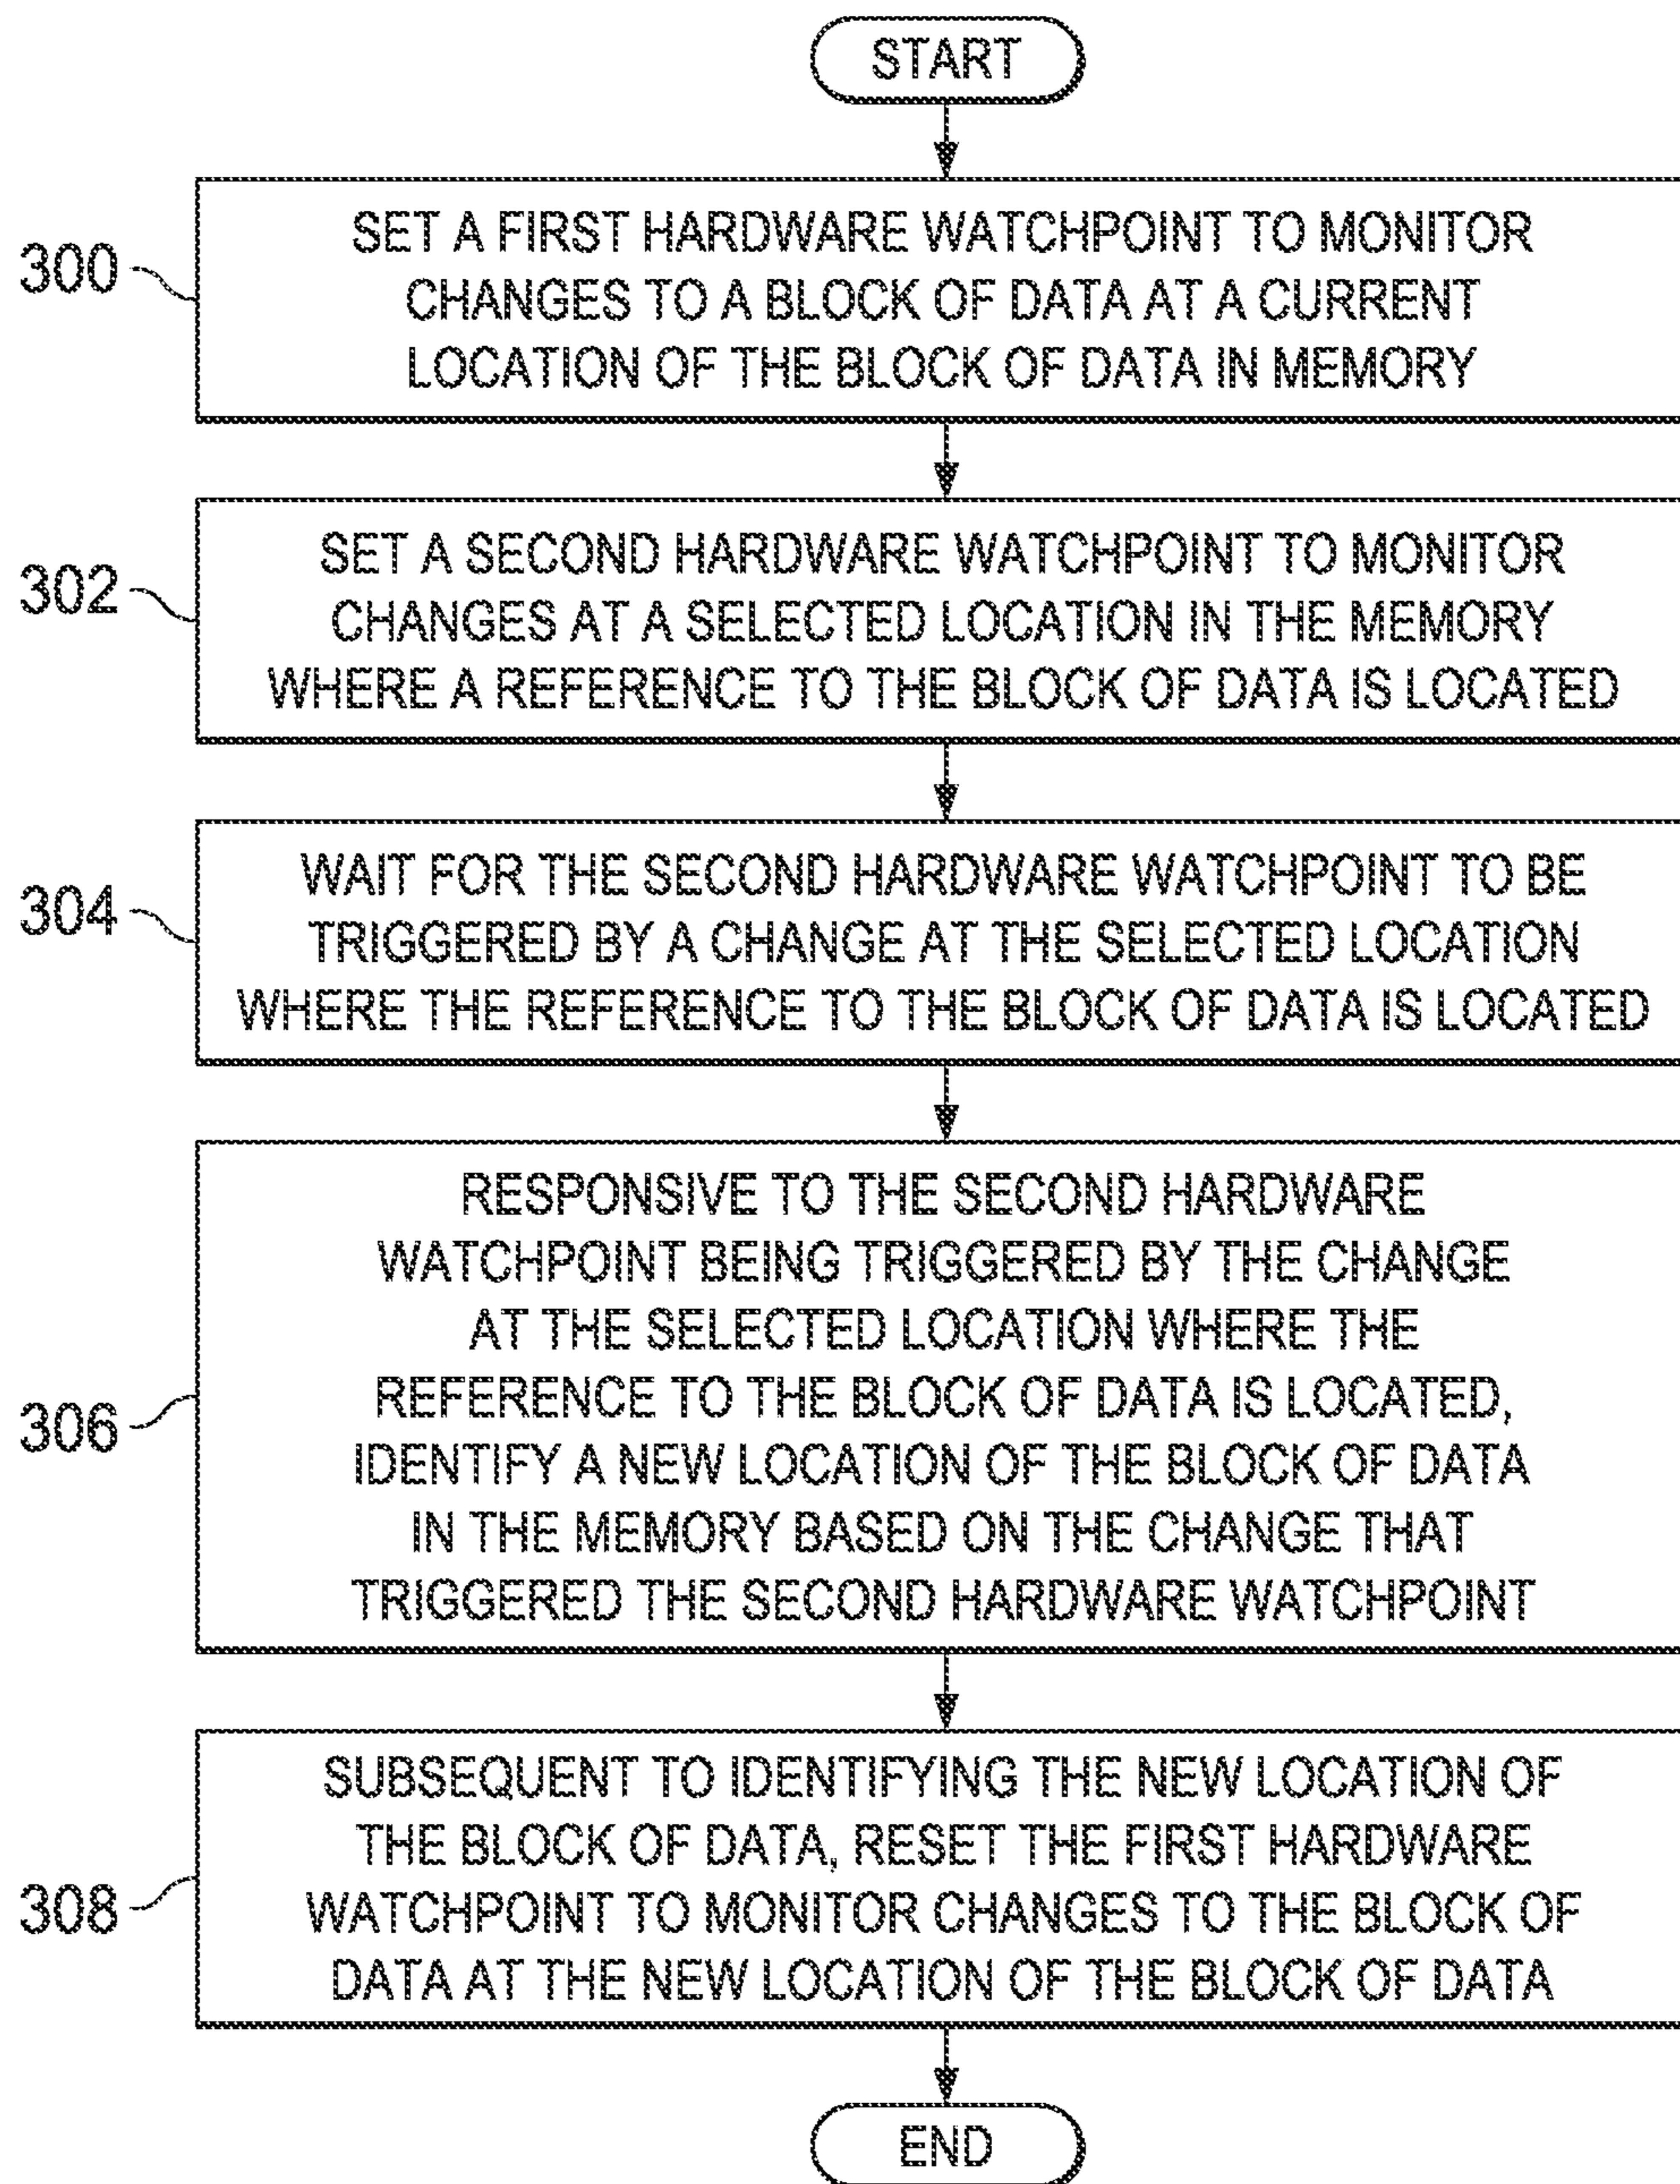 START
300
SET A FIRST HARDWARE WATCHPOINT TO MONITOR
CHANGES TO A BLOCK OF DATA AT A CURRENT
LOCATION OF THE BLOCK OF DATA IN MEMORY
302
SET A SECOND HARDWARE WATCHPOINT TO MONITOR
CHANGES AT A SELECTED LOCATION IN THE MEMORY
WHERE A REFERENCE TO THE BLOCK OF DATA IS LOCATED
304
WAIT FOR THE SECOND HARDWARE WATCHPOINT TO BE
TRIGGERED BY A CHANGE AT THE SELECTED LOCATION
WHERE THE REFERENCE TO THE BLOCK OF DATA IS LOCATED
306
RESPONSIVE TO THE SECOND HARDWARE
WATCHPOINT BEING TRIGGERED BY THE CHANGE
AT THE SELECTED LOCATION WHERE THE
REFERENCE TO THE BLOCK OF DATA IS LOCATED,
IDENTIFY A NEW LOCATION OF THE BLOCK OF DATA
IN THE MEMORY BASED ON THE CHANGE THAT
TRIGGERED THE SECOND HARDWARE WATCHPOINT
308
SUBSEQUENT TO IDENTIFYING THE NEW LOCATION OF
THE BLOCK OF DATA, RESET THE FIRST HARDWARE
WATCHPOINT TO MONITOR CHANGES TO THE BLOCK OF
DATA AT THE NEW LOCATION OF THE BLOCK OF DATA
END